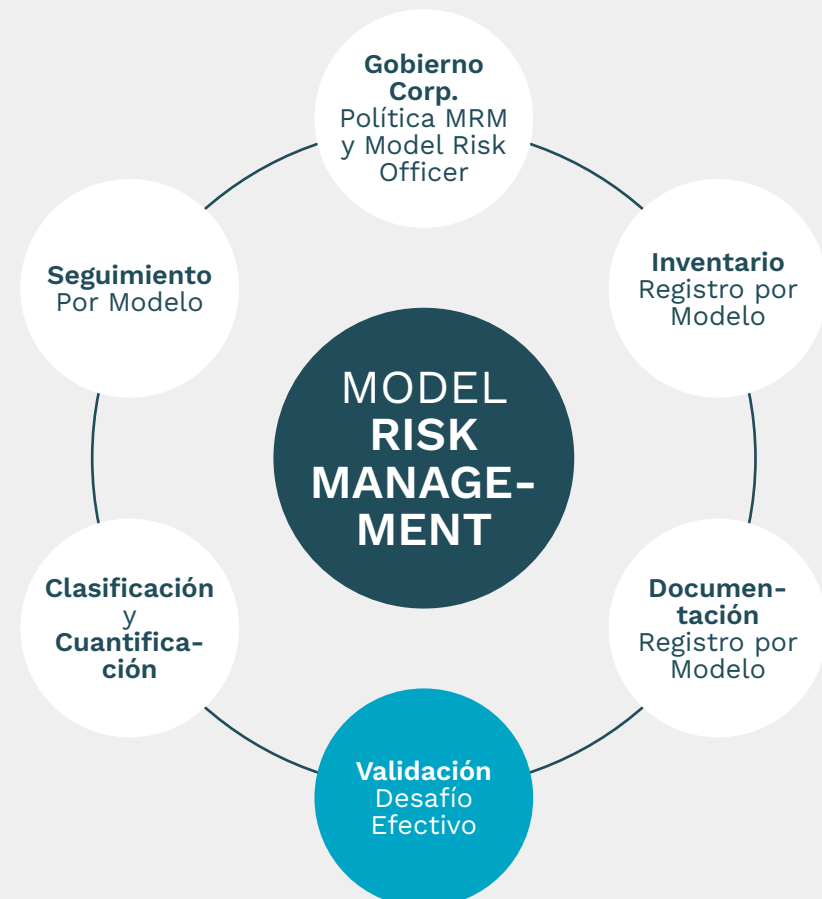 Gobierno
Corp.
Política MRM
y Model Risk
Officer
Seguimiento
Por Modelo
Inventario
Registro por
Modelo
MODEL
RISK
MANAGE-
MENT
Clasificación
y
Cuantifica-
ción
Documen-
tación
Registro por
Modelo
Validación
Desafío
Efectivo